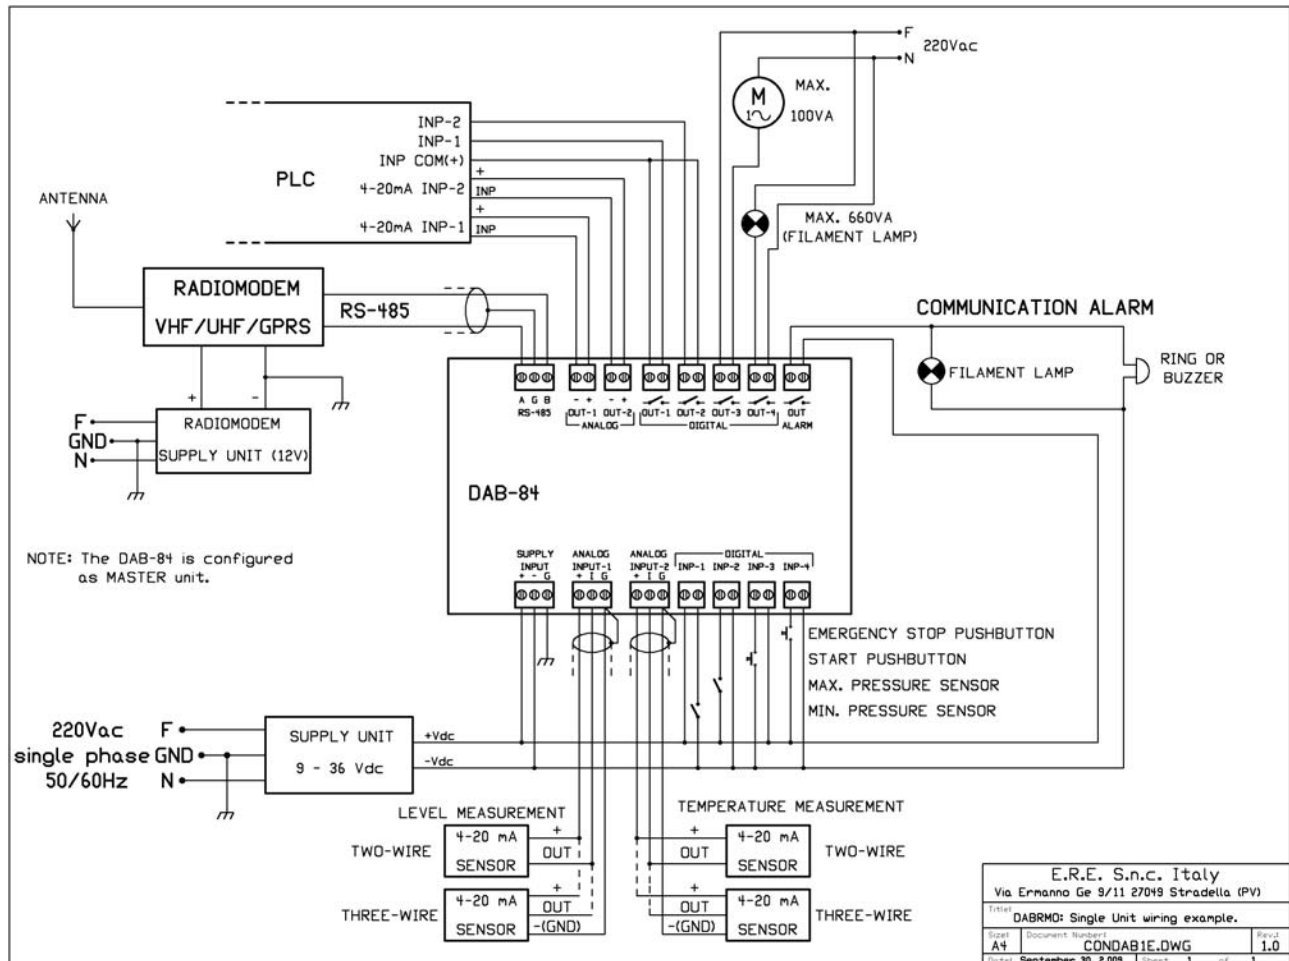 F
220Vac
N
M
1
MAX.
100VA
INP-2
INP-1
INP COM(+)
PLC
+
4-20mA INP-2
INP
+
4-20mA INP-1
INP
ANTENNA
MAX. 660VA
(FILAMENT LAMP)
RADIOMODEM
VHF/UHF/GPRS
RS-485
COMMUNICATION ALARM
FILAMENT LAMP
RING OR
BUZZER
+ -
F
GND
N
RADIOMODEM
SUPPLY UNIT (12V)
A G B
RS-485
- + - +
OUT-1 OUT-2
ANALOG
OUT-1 OUT-2 OUT-3 OUT-4
DIGITAL
OUT
ALARM
DAB-84
NOTE: The DAB-84 is configured
as MASTER unit.
SUPPLY
INPUT
+ - G
ANALOG
INPUT-1
+ I G
ANALOG
INPUT-2
+ I G
DIGITAL
INP-1 INP-2 INP-3 INP-4
EMERGENCY STOP PUSHBUTTON
START PUSHBUTTON
MAX. PRESSURE SENSOR
MIN. PRESSURE SENSOR
220Vac F
single phase GND
50/60Hz N
SUPPLY UNIT
9 - 36 Vdc
+Vdc
-Vdc
LEVEL MEASUREMENT
TEMPERATURE MEASUREMENT
TWO-WIRE
4-20 mA
SENSOR
+
OUT
+
OUT
4-20 mA
SENSOR
TWO-WIRE
THREE-WIRE
4-20 mA
SENSOR
+
OUT
-(GND)
+
OUT
-(GND)
4-20 mA
SENSOR
THREE-WIRE
E.R.E. S.n.c. Italy
Via Ermanno Ge 9/11 27049 Stradella (PV)
Title:
DABRMO: Single Unit wiring example.
Size: Document Number: Rev.:
A4 CONDAB1E.DWG 1.0
Date: September 30, 2009 Sheet 1 of 1